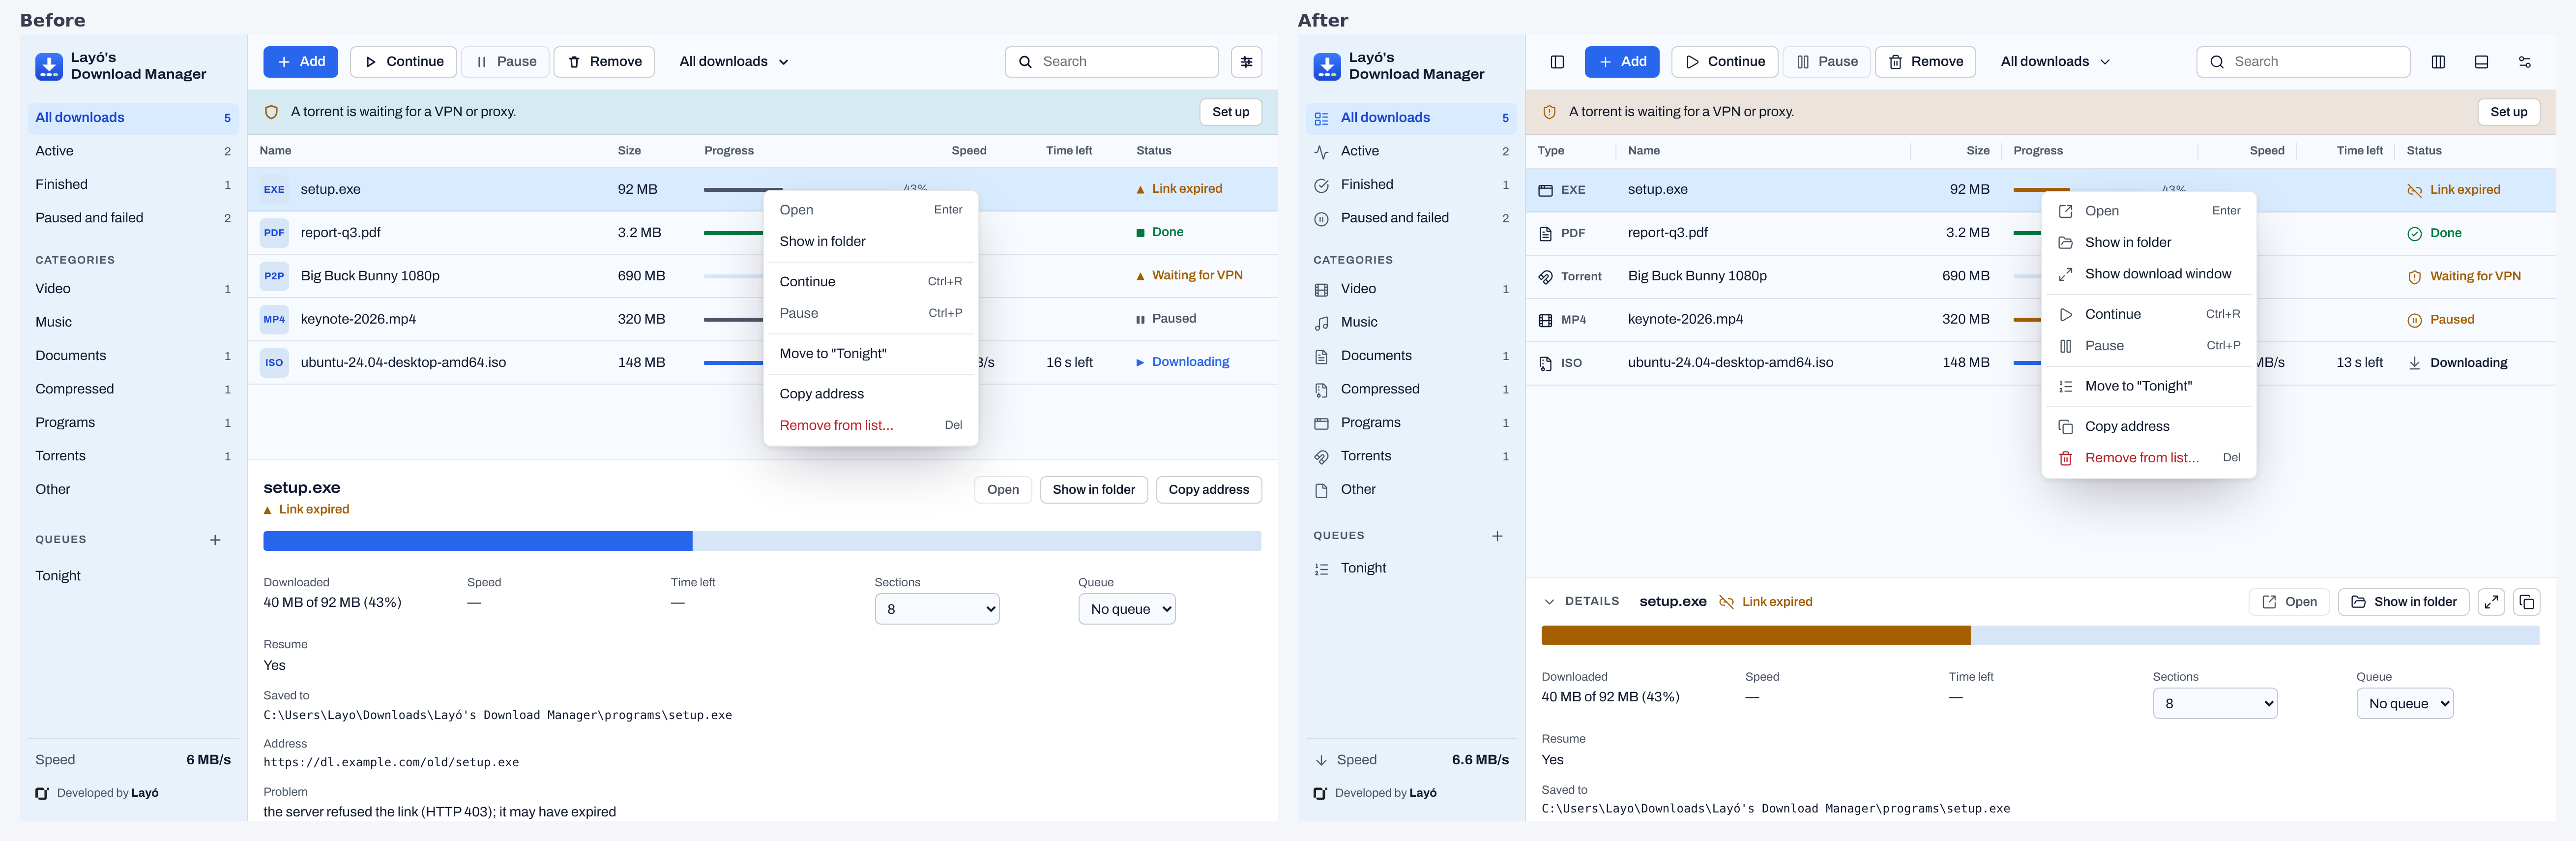 Before
Layó's
Download Manager
Add
Continue
Pause
Remove
All downloads
Search
All downloads 5
Active 2
Finished 1
Paused and failed 2
CATEGORIES
Video 1
Music
Documents 1
Compressed 1
Programs 1
Torrents 1
Other
QUEUES
Tonight
Speed 6 MB/s
Developed by Layó
A torrent is waiting for a VPN or proxy.
Set up
Name Size Progress Speed Time left Status
EXE setup.exe 92 MB 43% Link expired
PDF report-q3.pdf 3.2 MB Done
P2P Big Buck Bunny 1080p 690 MB Waiting for VPN
MP4 keynote-2026.mp4 320 MB Paused
ISO ubuntu-24.04-desktop-amd64.iso 148 MB 16 s left Downloading
Open Enter
Show in folder
Continue Ctrl+R
Pause Ctrl+P
Move to "Tonight"
Copy address
Remove from list... Del
setup.exe
Link expired
Open
Show in folder
Copy address
Downloaded Speed Time left Sections Queue
40 MB of 92 MB (43%) — — 8 No queue
Resume
Yes
Saved to
C:\Users\Layo\Downloads\Layó's Download Manager\programs\setup.exe
Address
https://dl.example.com/old/setup.exe
Problem
the server refused the link (HTTP 403); it may have expired
After
Layó's
Download Manager
Add
Continue
Pause
Remove
All downloads
Search
All downloads 5
Active 2
Finished 1
Paused and failed 2
CATEGORIES
Video 1
Music
Documents 1
Compressed 1
Programs 1
Torrents 1
Other
QUEUES
Tonight
Speed 6.6 MB/s
Developed by Layó
A torrent is waiting for a VPN or proxy.
Set up
Type Name Size Progress Speed Time left Status
EXE setup.exe 92 MB 43% Link expired
PDF report-q3.pdf 3.2 MB Done
Torrent Big Buck Bunny 1080p 690 MB Waiting for VPN
MP4 keynote-2026.mp4 320 MB Paused
ISO ubuntu-24.04-desktop-amd64.iso 148 MB MB/s 13 s left Downloading
Open Enter
Show in folder
Show download window
Continue Ctrl+R
Pause Ctrl+P
Move to "Tonight"
Copy address
Remove from list... Del
DETAILS setup.exe Link expired
Open
Show in folder
Downloaded Speed Time left Sections Queue
40 MB of 92 MB (43%) — — 8 No queue
Resume
Yes
Saved to
C:\Users\Layo\Downloads\Layó's Download Manager\programs\setup.exe